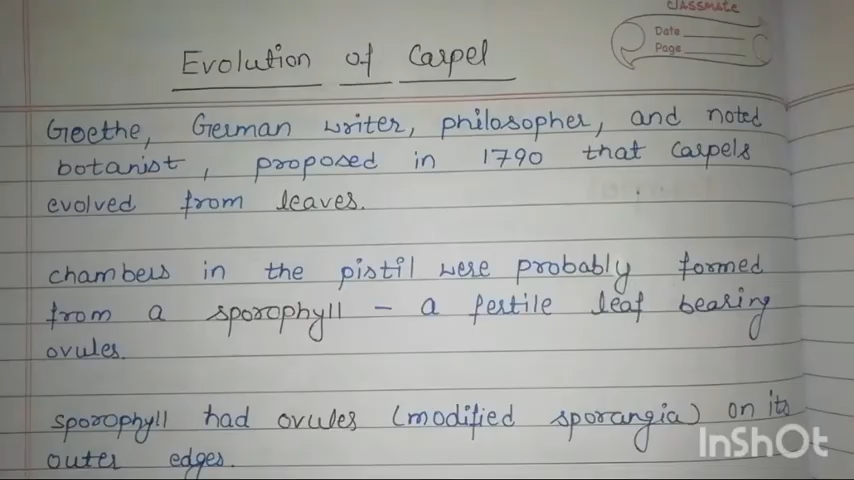 CLASSMATE
Date
Page
Evolution of Carpel
Goethe, German writer, philosopher, and noted
botanist, proposed in 1790 that carpels
evolved from leaves.
chambers in the pistil were probably formed
from a sporophyll - a fertile leaf bearing
ovules.
sporophyll had ovules (modified sporangia) on its
outer edges.
InShOt